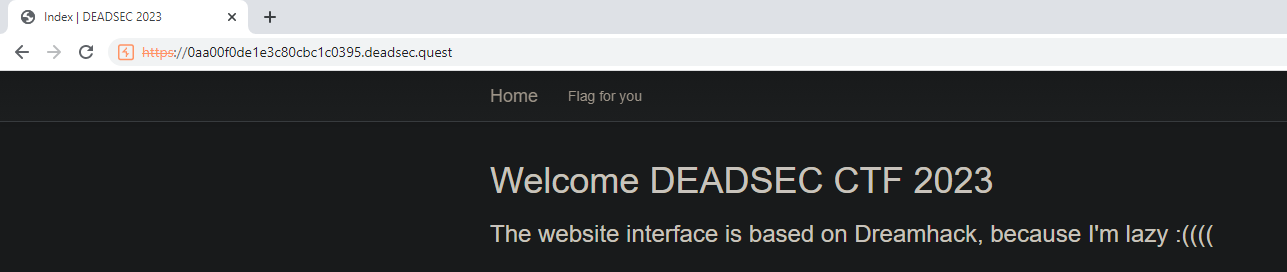 Index | DEADSEC 2023
https://0aa00f0de1e3c80cbc1c0395.deadsec.quest
Home Flag for you
Welcome DEADSEC CTF 2023
The website interface is based on Dreamhack, because I'm lazy :((((